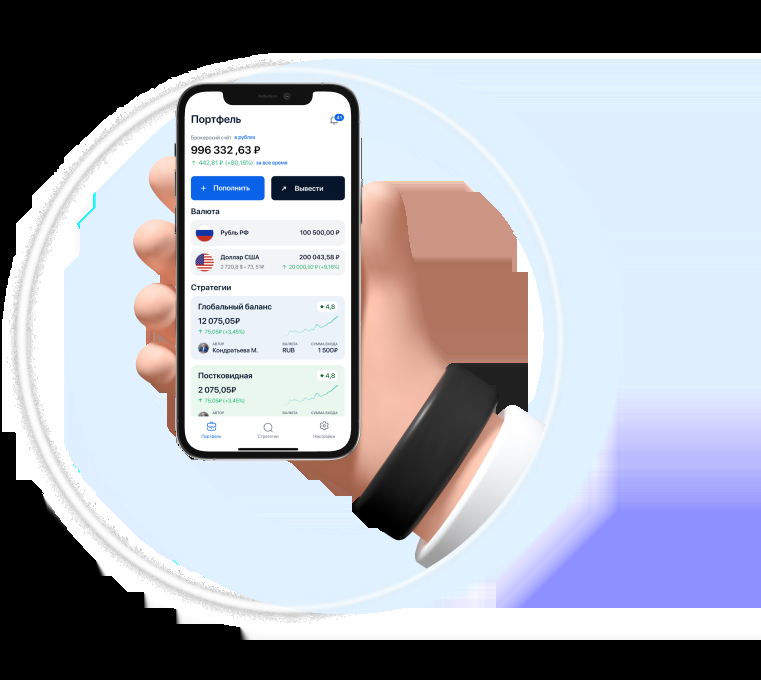 Портфель
41
Брокерский счёт в рублях
996 332 ,63 ₽
↑ 442,81 ₽ (+80,16%) за все время
+ Пополнить
↗ Вывести
Валюта
Рубль РФ 100 500,00 ₽
Доллар США 200 043,58 ₽
2 720,8 $ • 73, 51₽ ↑ 20 000,92 ₽ (+9,16%)
Стратегии
Глобальный баланс 4,8
12 075,05₽
↑ 75,05₽ (+3,45%)
АВТОР ВАЛЮТА СУММА ВХОДА
Кондратьева М. RUB 1 500₽
Постковидная 4,8
2 075,05₽
↑ 75,05₽ (+3,45%)
АВТОР ВАЛЮТА СУММА ВХОДА
Портфель Стратегии Настройки